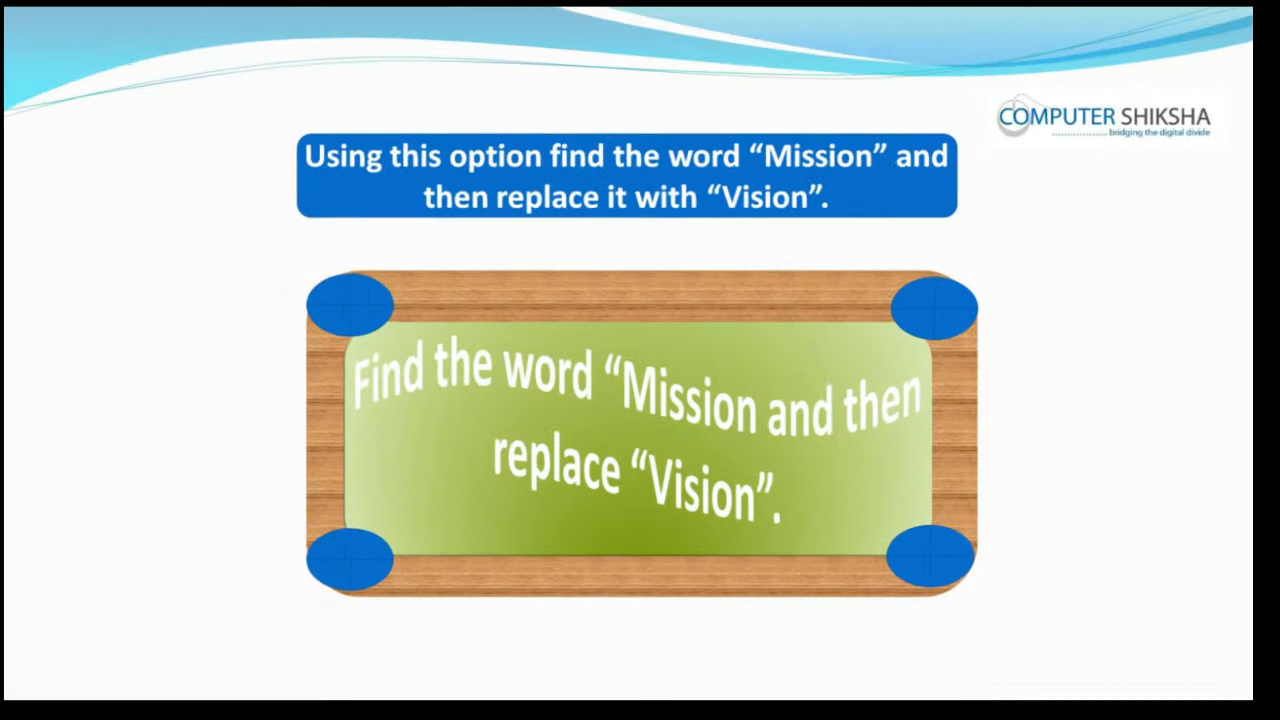 COMPUTER SHIKSHA
bridging the digital divide
Using this option find the word “Mission” and
then replace it with “Vision”.
Find the word “Mission and then
replace “Vision”.